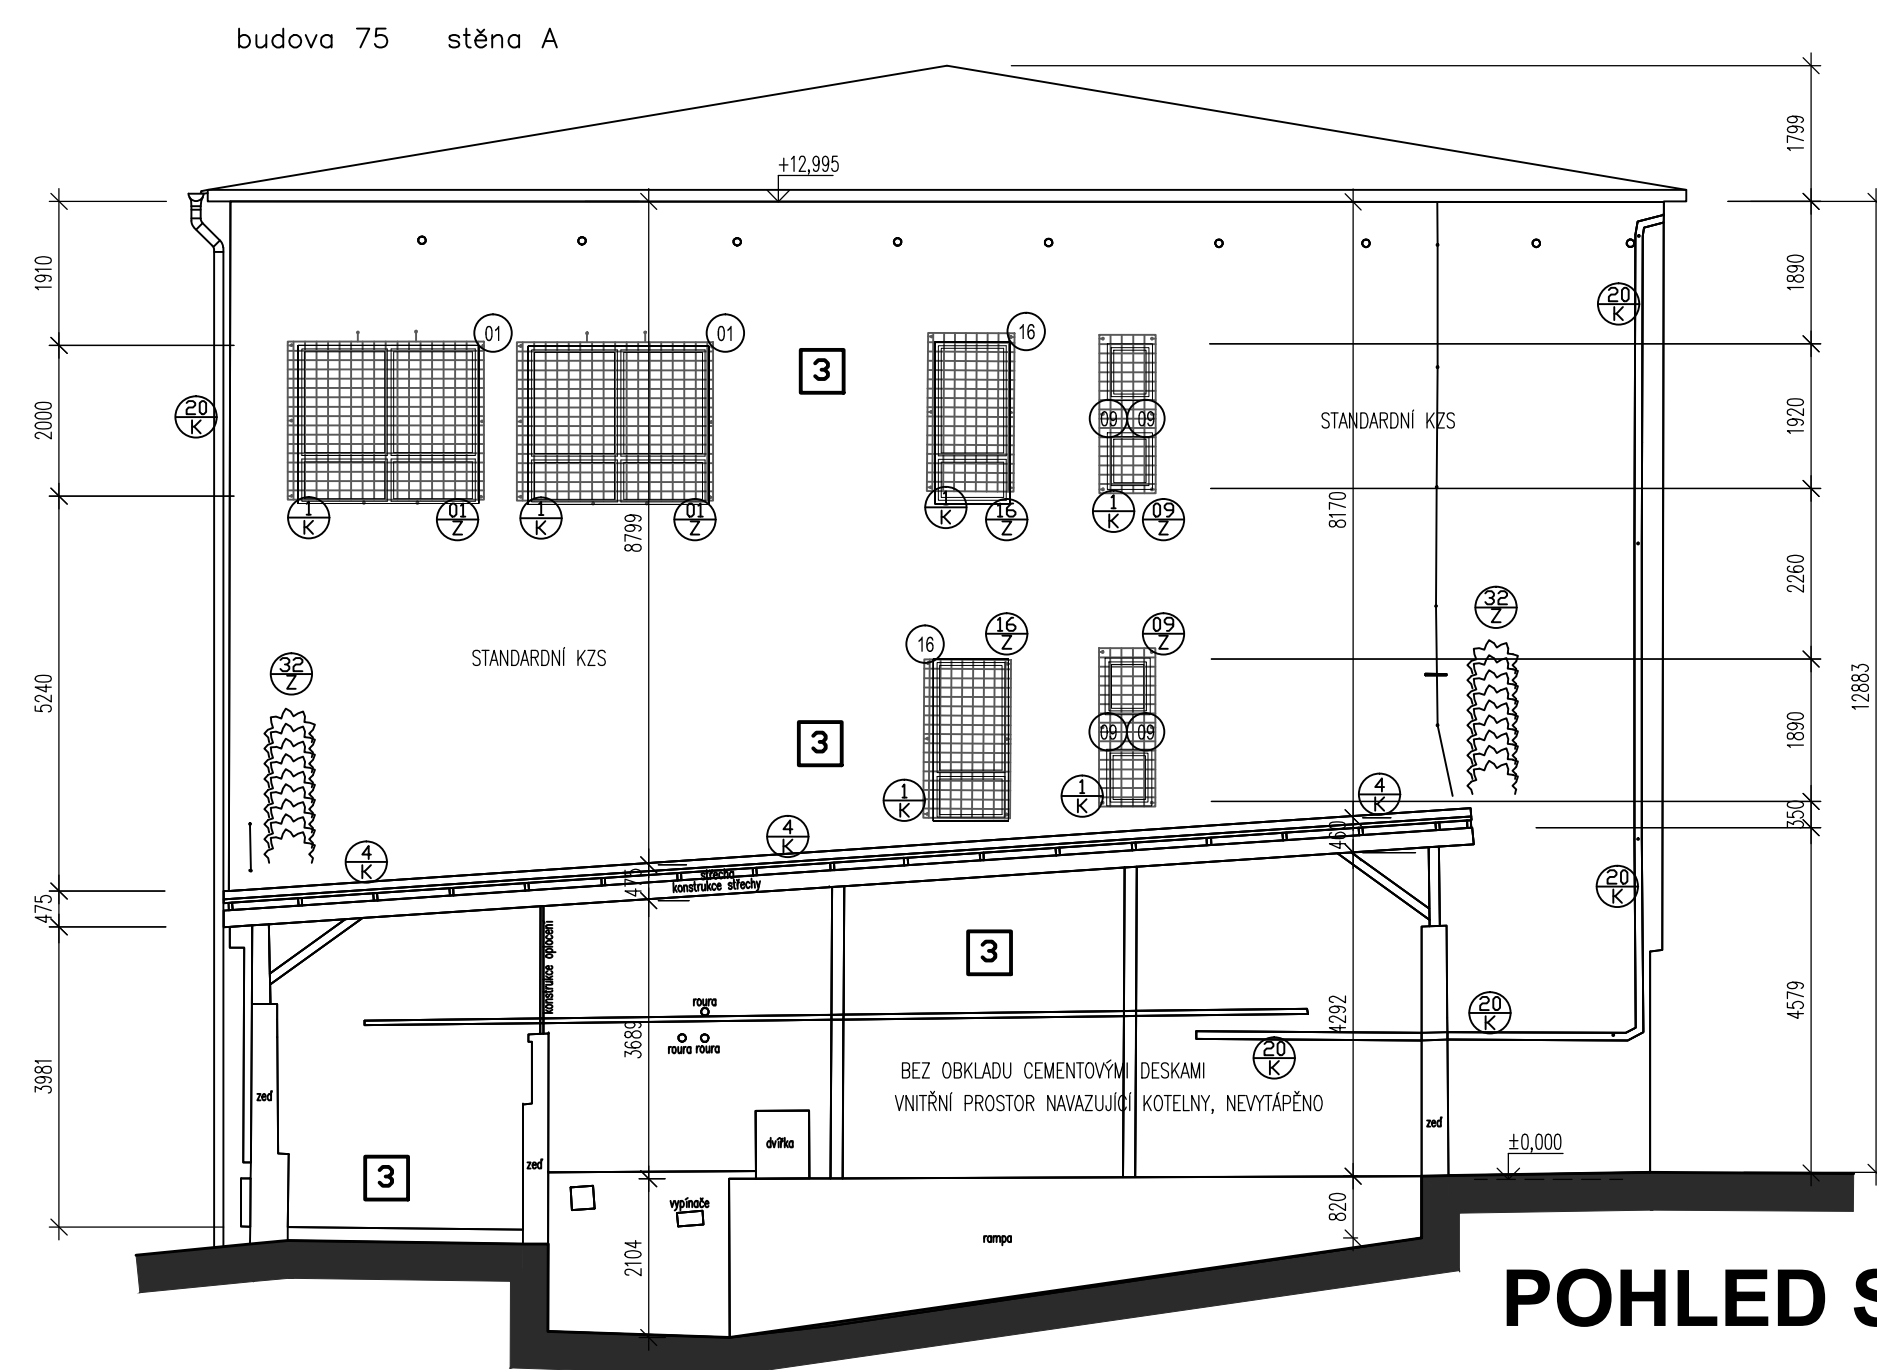 budova 75 stěna A
+12,995
1799
1910
1890
20
K
01
01
16
3
20
K
2000
09
09
STANDARDNÍ KZS
1920
1
K
01
Z
1
K
01
Z
1
K
16
Z
1
K
09
Z
8799
8170
2260
32
Z
16
16
Z
09
Z
STANDARDNÍ KZS
32
Z
5240
12883
3
09
09
1890
1
K
1
K
4
K
350
4
K
4
K
460
475
střecha
konstrukce střechy
475
20
K
konstrukce oplocení
3
roura
roura roura
3689
4292
20
K
4579
20
K
3981
BEZ OBKLADU CEMENTOVÝMI DESKAMI
VNITŘNÍ PROSTOR NAVAZUJÍCÍ KOTELNY, NEVYTÁPĚNO
zeď
zeď
dvířka
±0,000
zeď
3
vypínače
820
rampa
2104
POHLED S